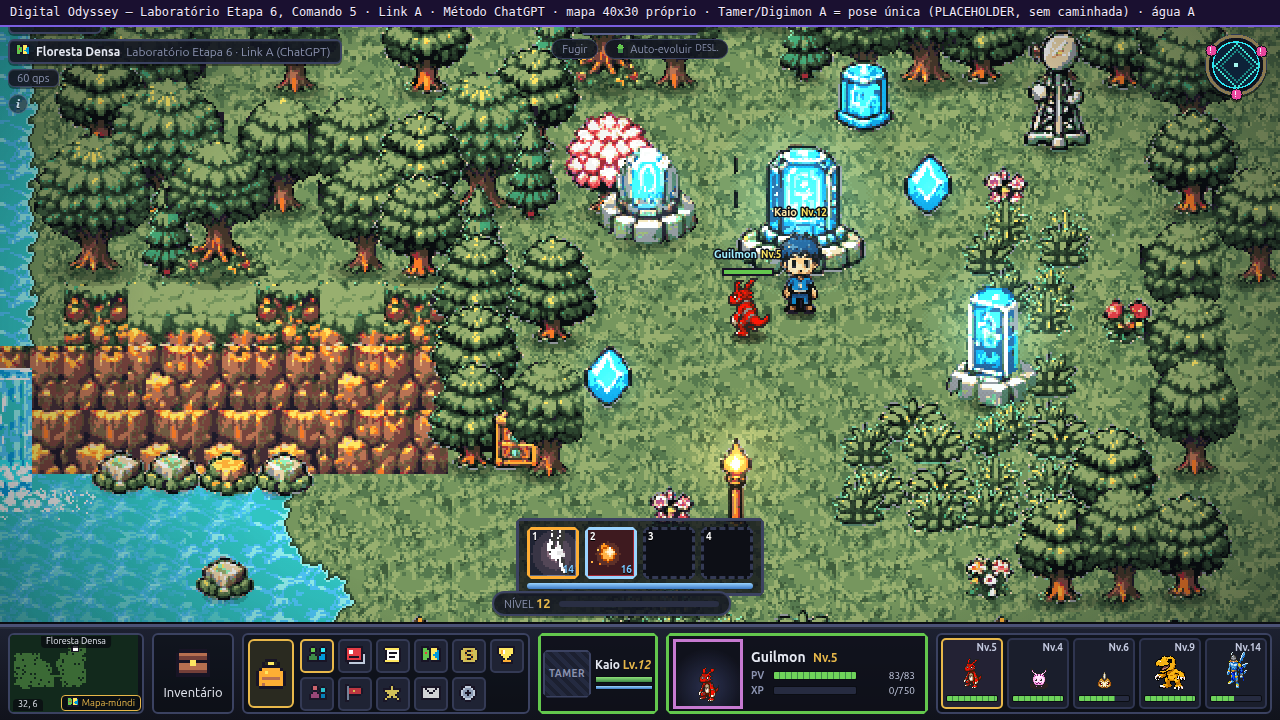 Digital Odyssey — Laboratório Etapa 6, Comando 5 · Link A · Método ChatGPT · mapa 40x30 próprio · Tamer/Digimon A = pose única (PLACEHOLDER, sem caminhada) · água A
Floresta Densa Laboratório Etapa 6 · Link A (ChatGPT)
Fugir
Auto-evoluir DESL.
60 qps
i
Kaio Nv.12
Guilmon Nv.5
1
14
2
16
3
4
NÍVEL 12
Floresta Densa
32, 6
Mapa-múndi
Inventário
TAMER
Kaio Lv.12
Guilmon Nv.5
PV 83/83
XP 0/750
Nv.5
Nv.4
Nv.6
Nv.9
Nv.14